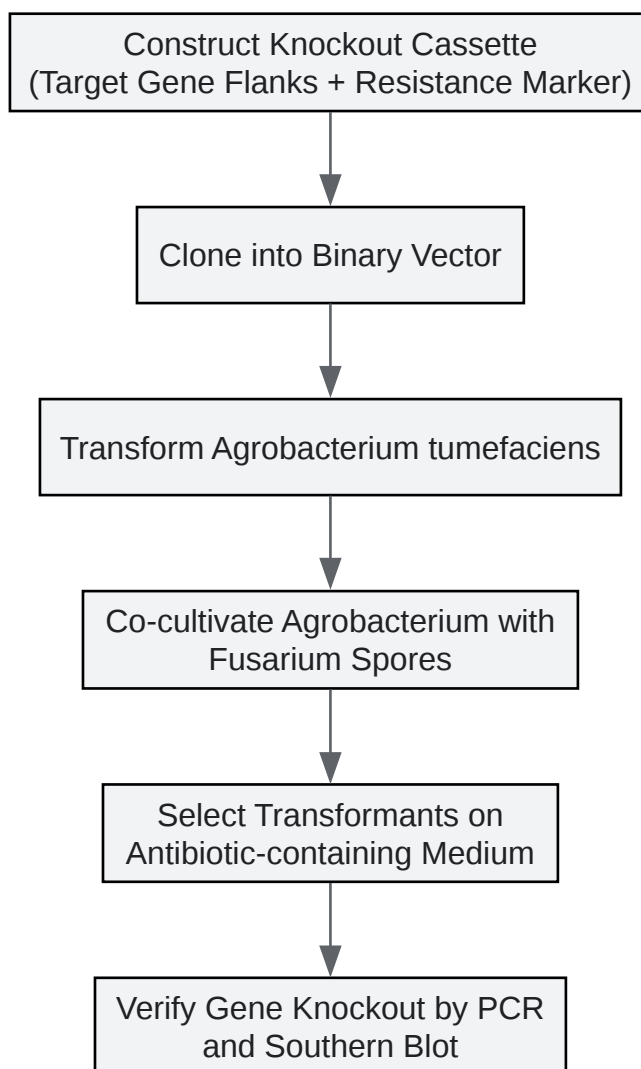 Construct Knockout Cassette
(Target Gene Flanks + Resistance Marker)
Clone into Binary Vector
Transform Agrobacterium tumefaciens
Co-cultivate Agrobacterium with
Fusarium Spores
Select Transformants on
Antibiotic-containing Medium
Verify Gene Knockout by PCR
and Southern Blot